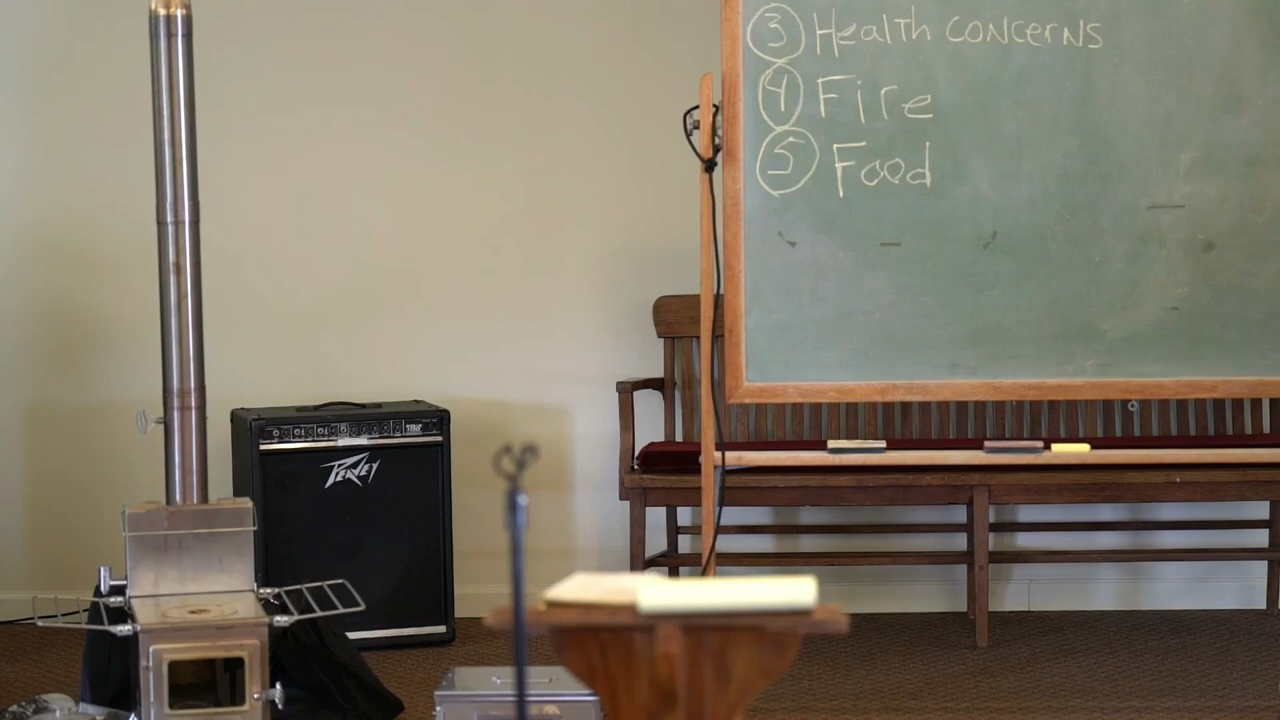 ③ Health concerns
④ Fire
⑤ Food
PEAVEY